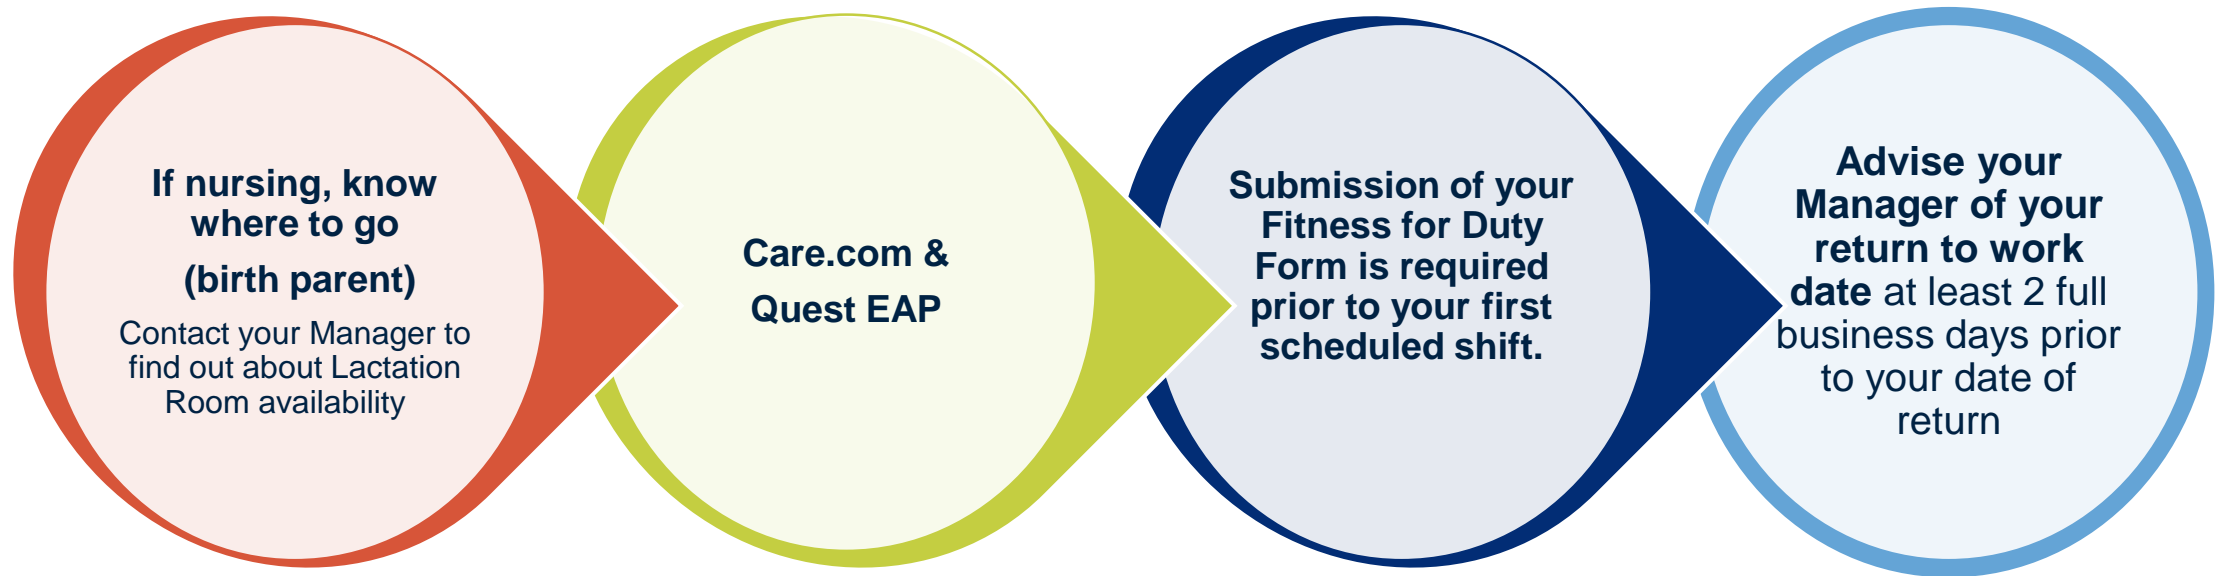 If nursing, know
where to go
(birth parent)
Contact your Manager to
find out about Lactation
Room availability
Care.com &
Quest EAP
Submission of your
Fitness for Duty
Form is required
prior to your first
scheduled shift.
Advise your
Manager of your
return to work
date at least 2 full
business days prior
to your date of
return